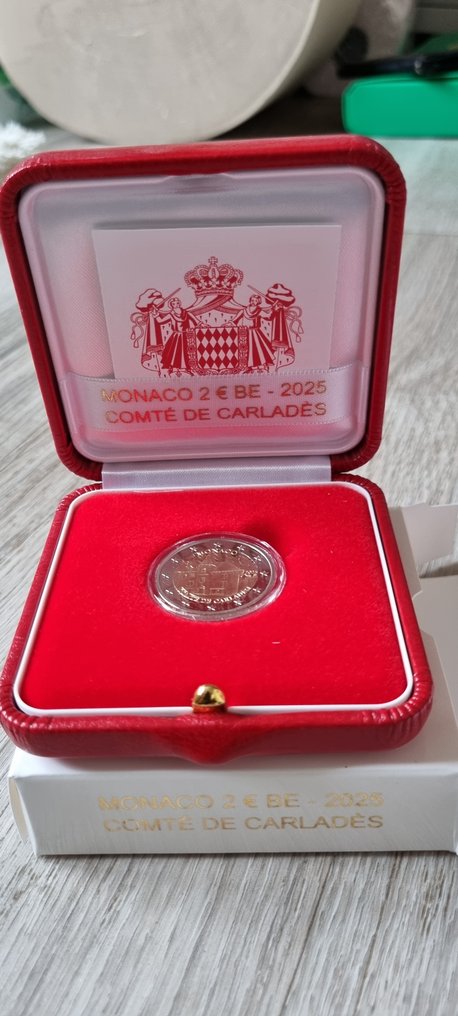 MONACO 2 € BE - 2025
COMTÉ DE CARLADÈS
MONACO
MONACO 2 € BE - 2025
COMTÉ DE CARLADÈS